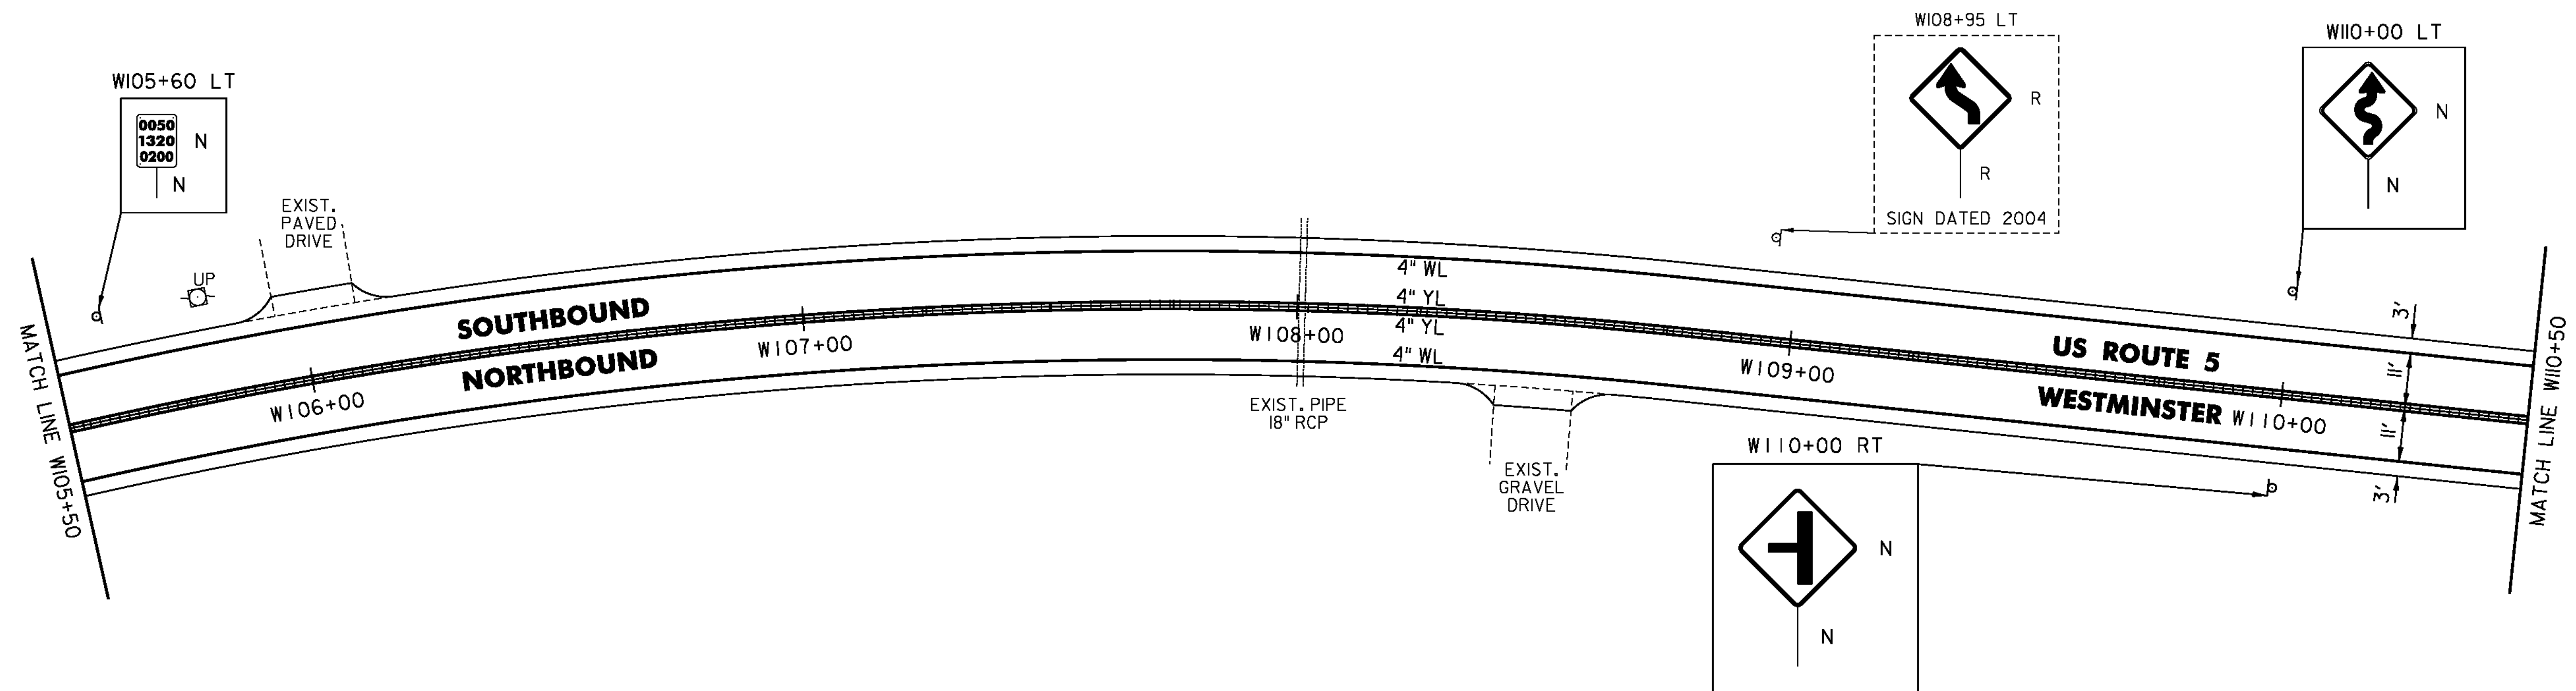 W108+95 LT
R
R
SIGN DATED 2004
W110+00 LT
N
N
W105+60 LT
0050
1320
0200
N
N
EXIST.
PAVED
DRIVE
UP
SOUTHBOUND
NORTHBOUND
4" WL
4" YL
4" YL
4" WL
W106+00
W107+00
W108+00
W109+00
W110+00
US ROUTE 5
WESTMINSTER
3'
11'
11'
3'
MATCH LINE W105+50
MATCH LINE W110+50
EXIST. PIPE
18" RCP
EXIST.
GRAVEL
DRIVE
W110+00 RT
N
N